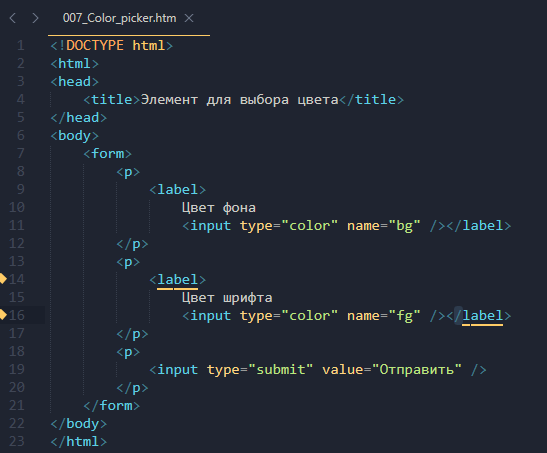 007_Color_picker.htm
1 <!DOCTYPE html>
2 <html>
3 <head>
4 <title>Элемент для выбора цвета</title>
5 </head>
6 <body>
7 <form>
8 <p>
9 <label>
10 Цвет фона
11 <input type="color" name="bg" /></label>
12 </p>
13 <p>
14 <label>
15 Цвет шрифта
16 <input type="color" name="fg" /></label>
17 </p>
18 <p>
19 <input type="submit" value="Отправить" />
20 </p>
21 </form>
22 </body>
23 </html>